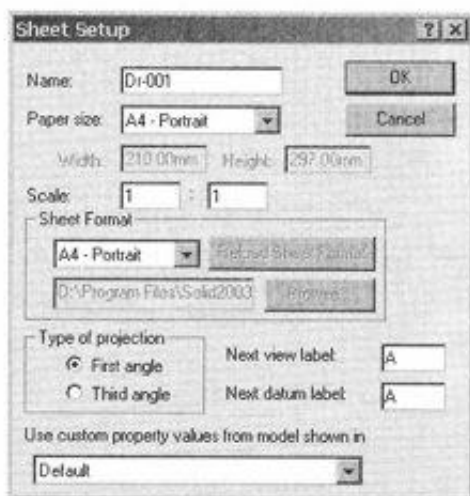 Sheet Setup
Name: Dr-001 OK
Paper size: A4 - Portrait Cancel
Width: 210.00mm Height: 297.00mm
Scale: 1 : 1
Sheet Format
A4 - Portrait Reload Sheet Format
D:\Program Files\Solid2003 Browse...
Type of projection
First angle
Third angle
Next view label: A
Next datum label: A
Use custom property values from model shown in
Default